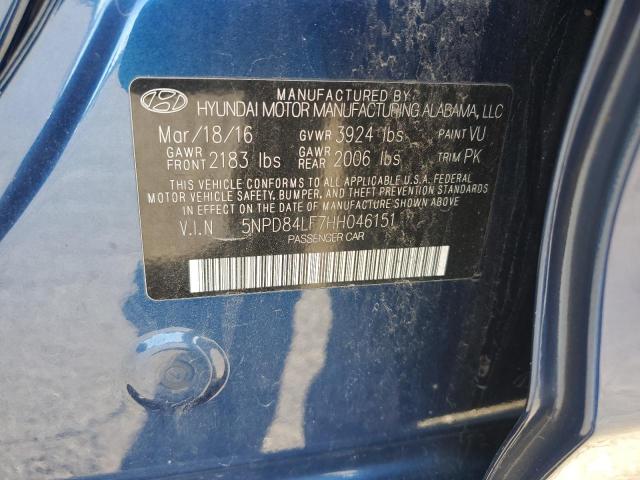 MANUFACTURED BY
HYUNDAI MOTOR MANUFACTURING ALABAMA, LLC
Mar/18/16 GVWR 3924 lbs PAINT VU
GAWR FRONT 2183 lbs GAWR REAR 2006 lbs TRIM PK
THIS VEHICLE CONFORMS TO ALL APPLICABLE U.S.A. FEDERAL
MOTOR VEHICLE SAFETY, BUMPER, AND THEFT PREVENTION STANDARDS
IN EFFECT ON THE DATE OF MANUFACTURE SHOWN ABOVE
V.I.N 5NPD84LF7HH046151
PASSENGER CAR